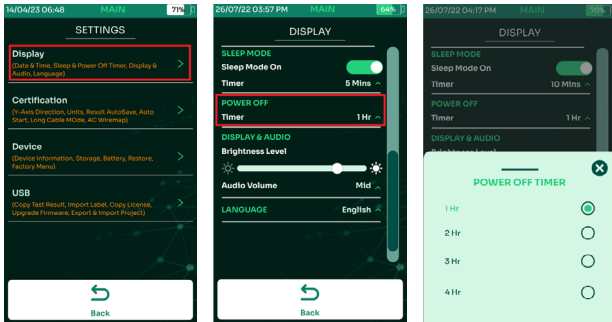 14/04/23 06:48 MAIN 71%
SETTINGS
Display
(Date & Time, Sleep & Power Off Timer, Display &
Audio, Language)
Certification
(Y-Axis Direction, Units, Result AutoSave, Auto
Start, Long Cable MOde, AC Wiremap)
Device
(Device Information, Storage, Battery, Restore,
Factory Menu)
USB
(Copy Test Result, Import Label, Copy License,
Upgrade Firmware, Export & Import Project)
Back
26/07/22 03:57 PM MAIN 64%
DISPLAY
SLEEP MODE
Sleep Mode On
Timer 5 Mins
POWER OFF
Timer 1 Hr
DISPLAY & AUDIO
Brightness Level
Audio Volume Mid
LANGUAGE English
Back
26/07/22 04:17 PM MAIN 70%
DISPLAY
SLEEP MODE
Sleep Mode On
Timer 10 Mins
POWER OFF
Timer 1 Hr
DISPLAY & AUDIO
Brightness Level
POWER OFF TIMER
1 Hr
2 Hr
3 Hr
4 Hr